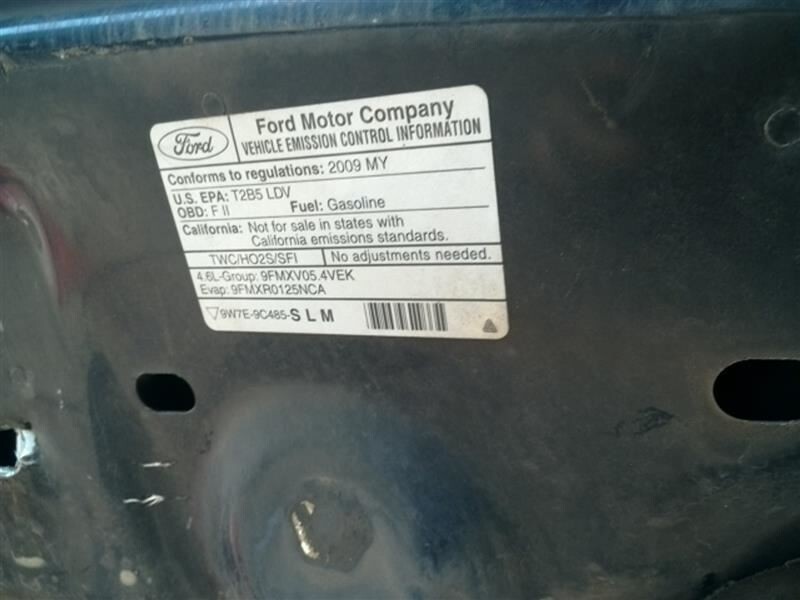 Ford
Ford Motor Company
VEHICLE EMISSION CONTROL INFORMATION
Conforms to regulations: 2009 MY
U.S. EPA: T2B5 LDV
OBD: F II Fuel: Gasoline
California: Not for sale in states with
California emissions standards.
TWC/HO2S/SFI No adjustments needed.
4.6L-Group: 9FMXV05.4VEK
Evap: 9FMXR0125NCA
9W7E-9C485-SLM